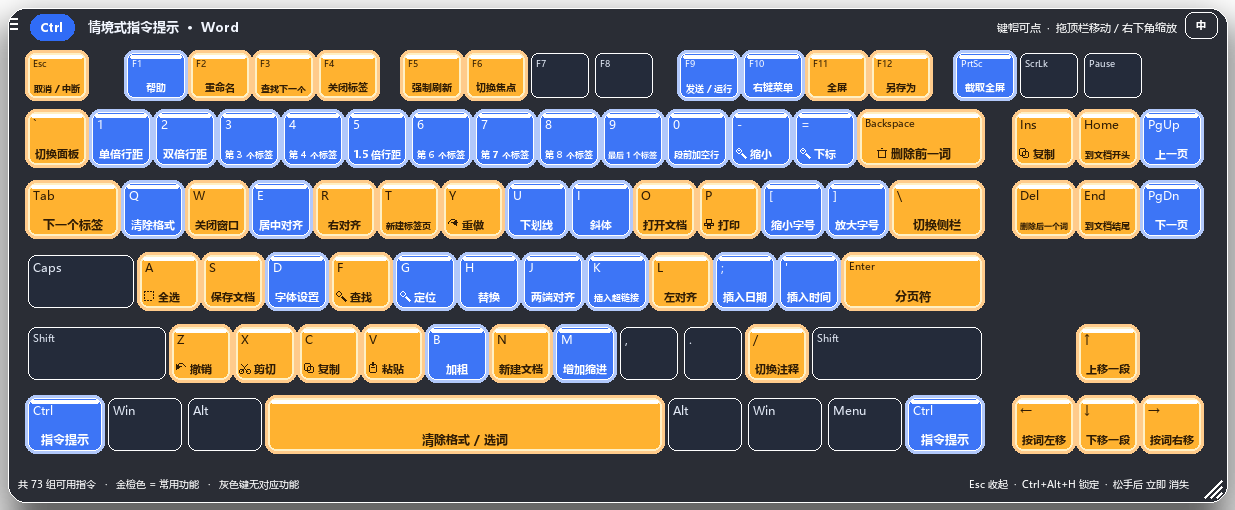 Ctrl 情境式指令提示 • Word 键帽可点 · 拖顶栏移动 / 右下角缩放 中
Esc F1 F2 F3 F4 F5 F6 F7 F8 F9 F10 F11 F12 PrtSc ScrLk Pause
取消 / 中断 帮助 重命名 查找下一个 关闭标签 强制刷新 切换焦点 发送 / 运行 右键菜单 全屏 另存为 截取全屏
` 1 2 3 4 5 6 7 8 9 0 - = Backspace Ins Home PgUp
切换面板 单倍行距 双倍行距 第 3 个标签 第 4 个标签 1.5 倍行距 第 6 个标签 第 7 个标签 第 8 个标签 最后 1 个标签 段前加空行 缩小 下标 删除前一词 复制 到文档开头 上一页
Tab Q W E R T Y U I O P [ ] \ Del End PgDn
下一个标签 清除格式 关闭窗口 居中对齐 右对齐 新建标签页 重做 下划线 斜体 打开文档 打印 缩小字号 放大字号 切换侧栏 删除后一个词 到文档结尾 下一页
Caps A S D F G H J K L ; ' Enter
全选 保存文档 字体设置 查找 定位 替换 两端对齐 插入超链接 左对齐 插入日期 插入时间 分页符
Shift Z X C V B N M , . / Shift ↑
撤销 剪切 复制 粘贴 加粗 新建文档 增加缩进 切换注释 上移一段
Ctrl Win Alt Alt Win Menu Ctrl ← ↓ →
指令提示 清除格式 / 选词 指令提示 按词左移 下移一段 按词右移
共 73 组可用指令 · 金橙色 = 常用功能 · 灰色键无对应功能 Esc 收起 · Ctrl+Alt+H 锁定 · 松手后 立即 消失